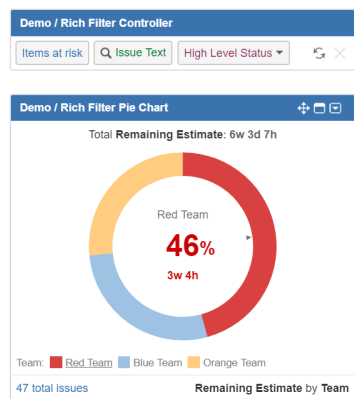 Demo / Rich Filter Controller
Items at risk Issue Text High Level Status
Demo / Rich Filter Pie Chart
Total Remaining Estimate: 6w 3d 7h
Red Team
46%
3w 4h
Team: Red Team Blue Team Orange Team
47 total issues Remaining Estimate by Team